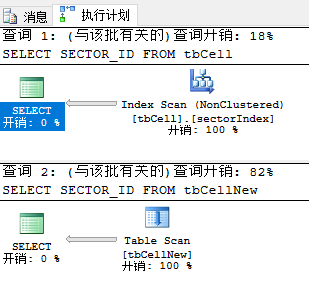 消息
执行计划
查询 1: (与该批有关的)查询开销: 18%
SELECT SECTOR_ID FROM tbCell
SELECT
开销: 0 %
Index Scan (NonClustered)
[tbCell].[sectorIndex]
开销: 100 %
查询 2: (与该批有关的)查询开销: 82%
SELECT SECTOR_ID FROM tbCellNew
SELECT
开销: 0 %
Table Scan
[tbCellNew]
开销: 100 %